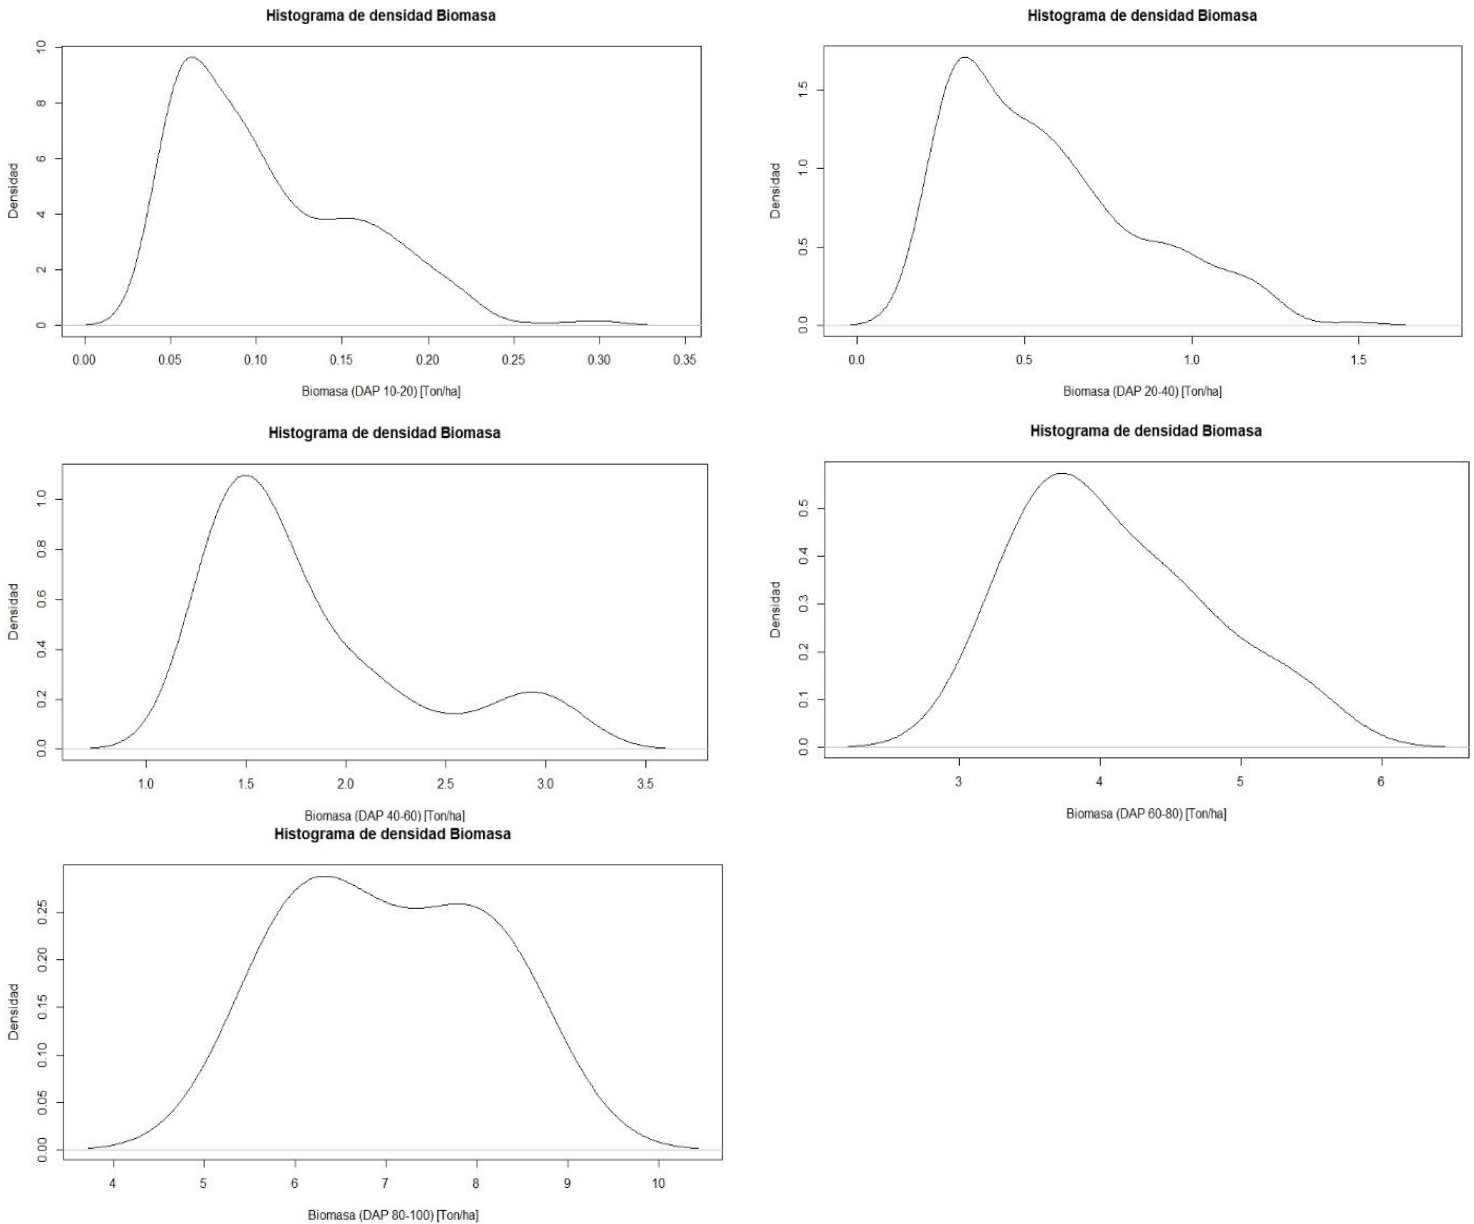 Histograma de densidad Biomasa
Densidad
0 2 4 6 8 10
0.00 0.05 0.10 0.15 0.20 0.25 0.30 0.35
Biomasa (DAP 10-20) [Ton/ha]
Histograma de densidad Biomasa
Densidad
0.0 0.5 1.0 1.5
0.0 0.5 1.0 1.5
Biomasa (DAP 20-40) [Ton/ha]
Histograma de densidad Biomasa
Densidad
0.0 0.2 0.4 0.6 0.8 1.0
1.0 1.5 2.0 2.5 3.0 3.5
Biomasa (DAP 40-60) [Ton/ha]
Histograma de densidad Biomasa
Densidad
0.0 0.1 0.2 0.3 0.4 0.5
3 4 5 6
Biomasa (DAP 60-80) [Ton/ha]
Histograma de densidad Biomasa
Densidad
0.00 0.05 0.10 0.15 0.20 0.25
4 5 6 7 8 9 10
Biomasa (DAP 80-100) [Ton/ha]